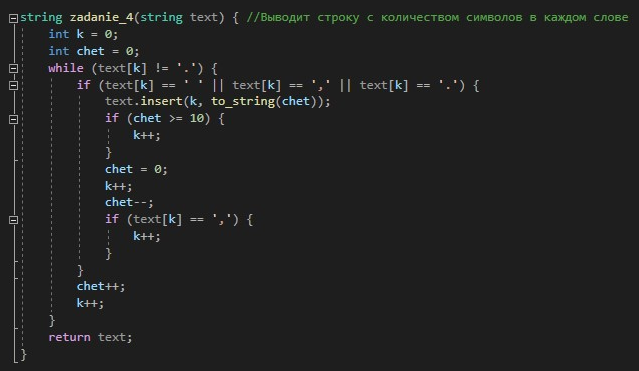 string zadanie_4(string text) { //Выводит строку с количеством символов в каждом слове
    int k = 0;
    int chet = 0;
    while (text[k] != '.') {
        if (text[k] == ' ' || text[k] == ',' || text[k] == '.') {
            text.insert(k, to_string(chet));
            if (chet >= 10) {
                k++;
            }
            chet = 0;
            k++;
            chet--;
            if (text[k] == ',') {
                k++;
            }
        }
        chet++;
        k++;
    }
    return text;
}